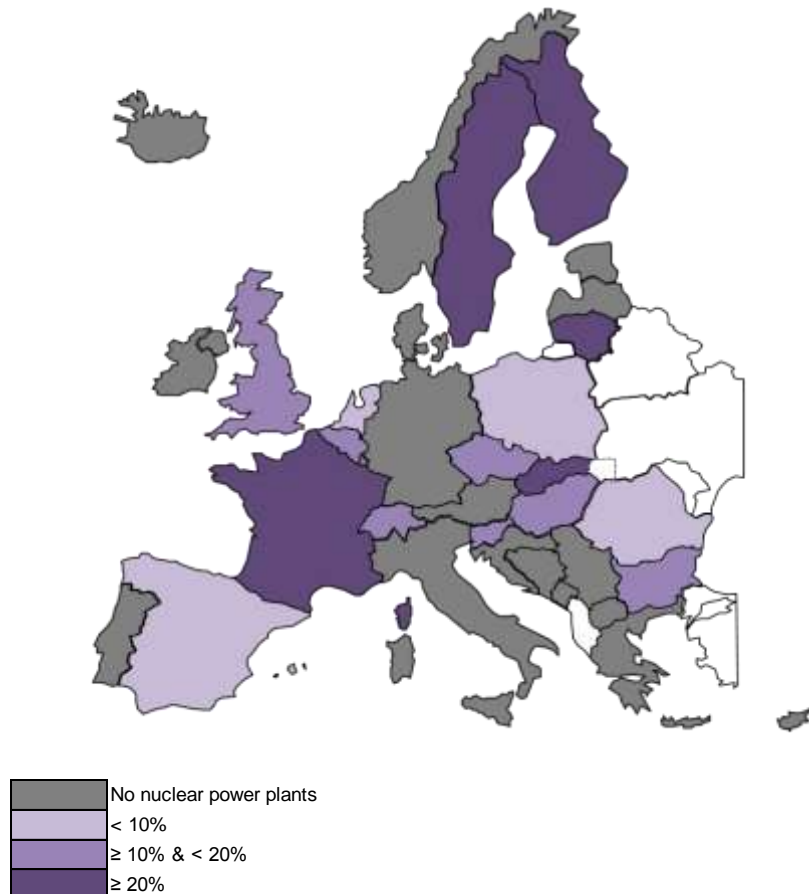 No nuclear power plants
< 10%
≥ 10% & < 20%
≥ 20%